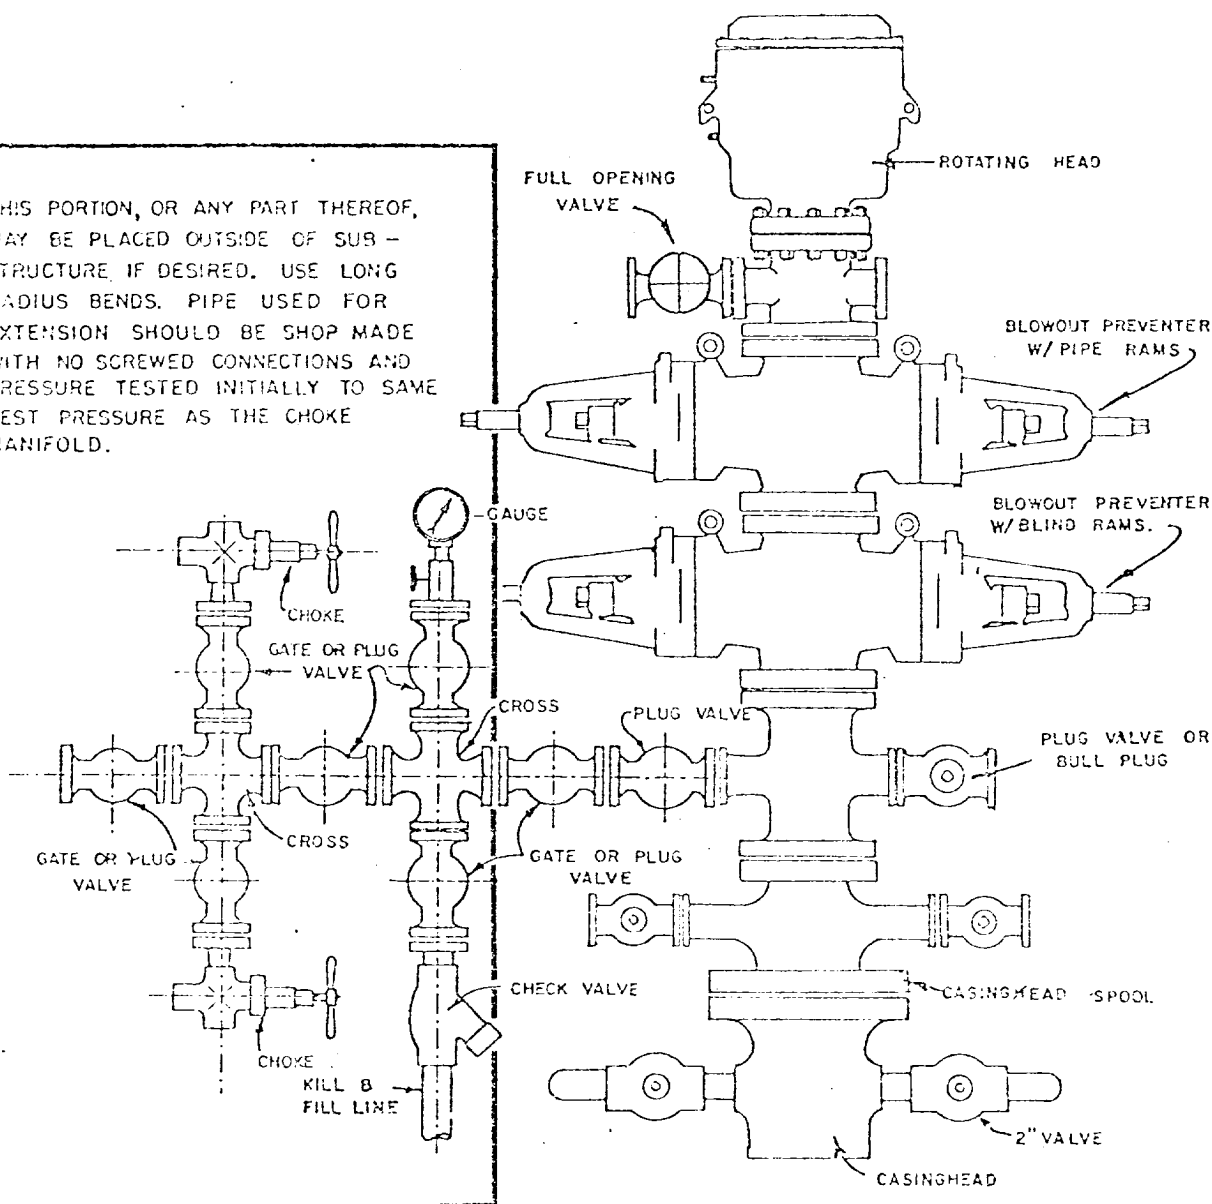 HIS PORTION, OR ANY PART THEREOF,
AY BE PLACED OUTSIDE OF SUB-
TRUCTURE IF DESIRED. USE LONG
ADIUS BENDS. PIPE USED FOR
XTENSION SHOULD BE SHOP MADE
ITH NO SCREWED CONNECTIONS AND
RESSURE TESTED INITIALLY TO SAME
EST PRESSURE AS THE CHOKE
ANIFOLD.
ROTATING HEAD
FULL OPENING
VALVE
BLOWOUT PREVENTER
W/ PIPE RAMS
BLOWOUT PREVENTER
W/BLIND RAMS.
GAUGE
CHOKE
GATE OR PLUG
VALVE
CROSS
PLUG VALVE
PLUG VALVE OR
BULL PLUG
CROSS
GATE OR PLUG
VALVE
GATE OR PLUG
VALVE
CHECK VALVE
CASINGHEAD SPOOL
CHOKE
KILL &
FILL LINE
2" VALVE
CASINGHEAD